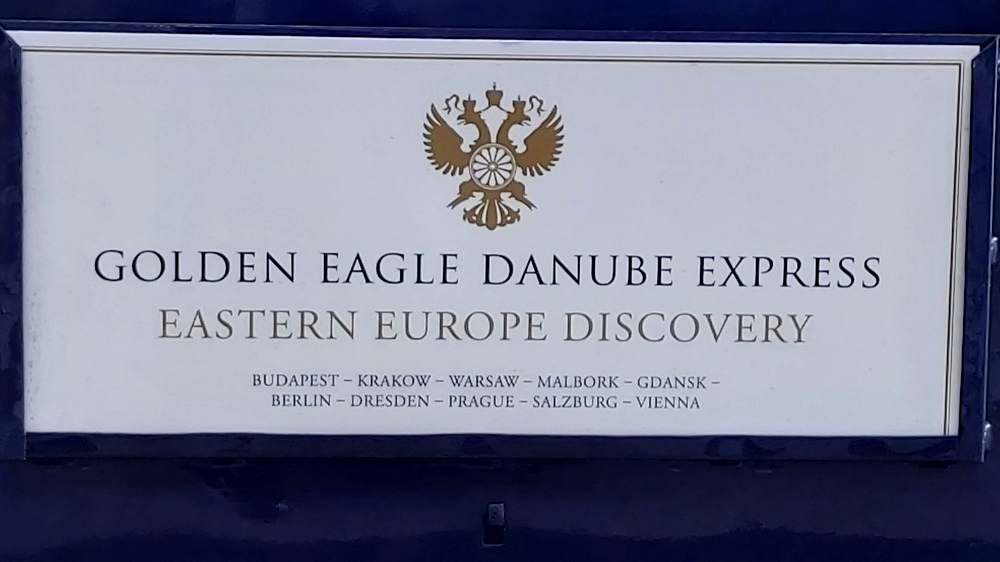 GOLDEN EAGLE DANUBE EXPRESS
EASTERN EUROPE DISCOVERY
BUDAPEST – KRAKOW – WARSAW – MALBORK – GDANSK –
BERLIN – DRESDEN – PRAGUE – SALZBURG – VIENNA